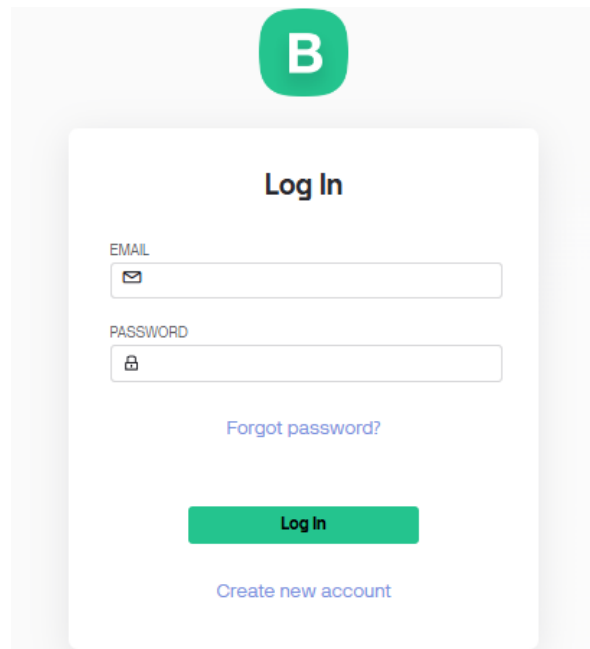 B
Log In
EMAIL
PASSWORD
Forgot password?
Log In
Create new account